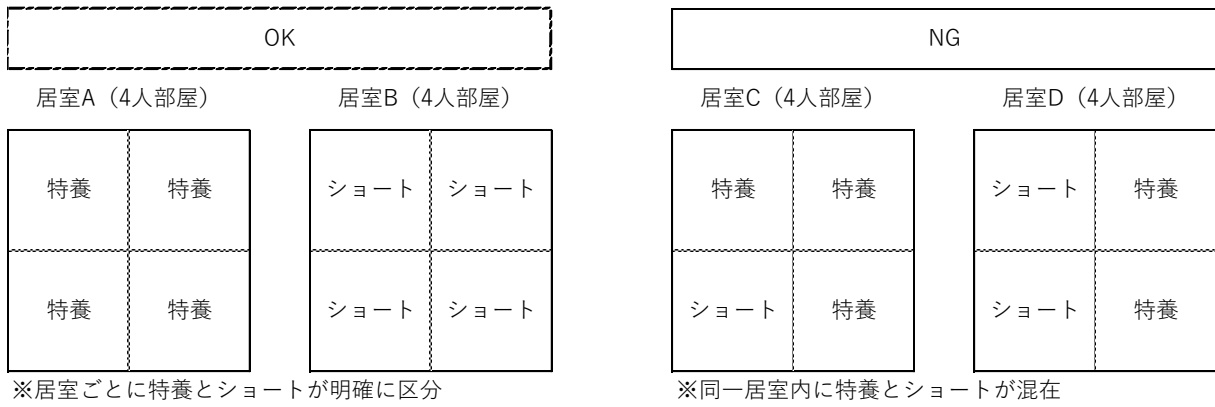 OK
NG
居室A（4人部屋）
居室B（4人部屋）
居室C（4人部屋）
居室D（4人部屋）
特養 特養 ショート ショート 特養 特養 ショート 特養
特養 特養 ショート ショート ショート 特養 ショート 特養
※居室ごとに特養とショートが明確に区分
※同一居室内に特養とショートが混在